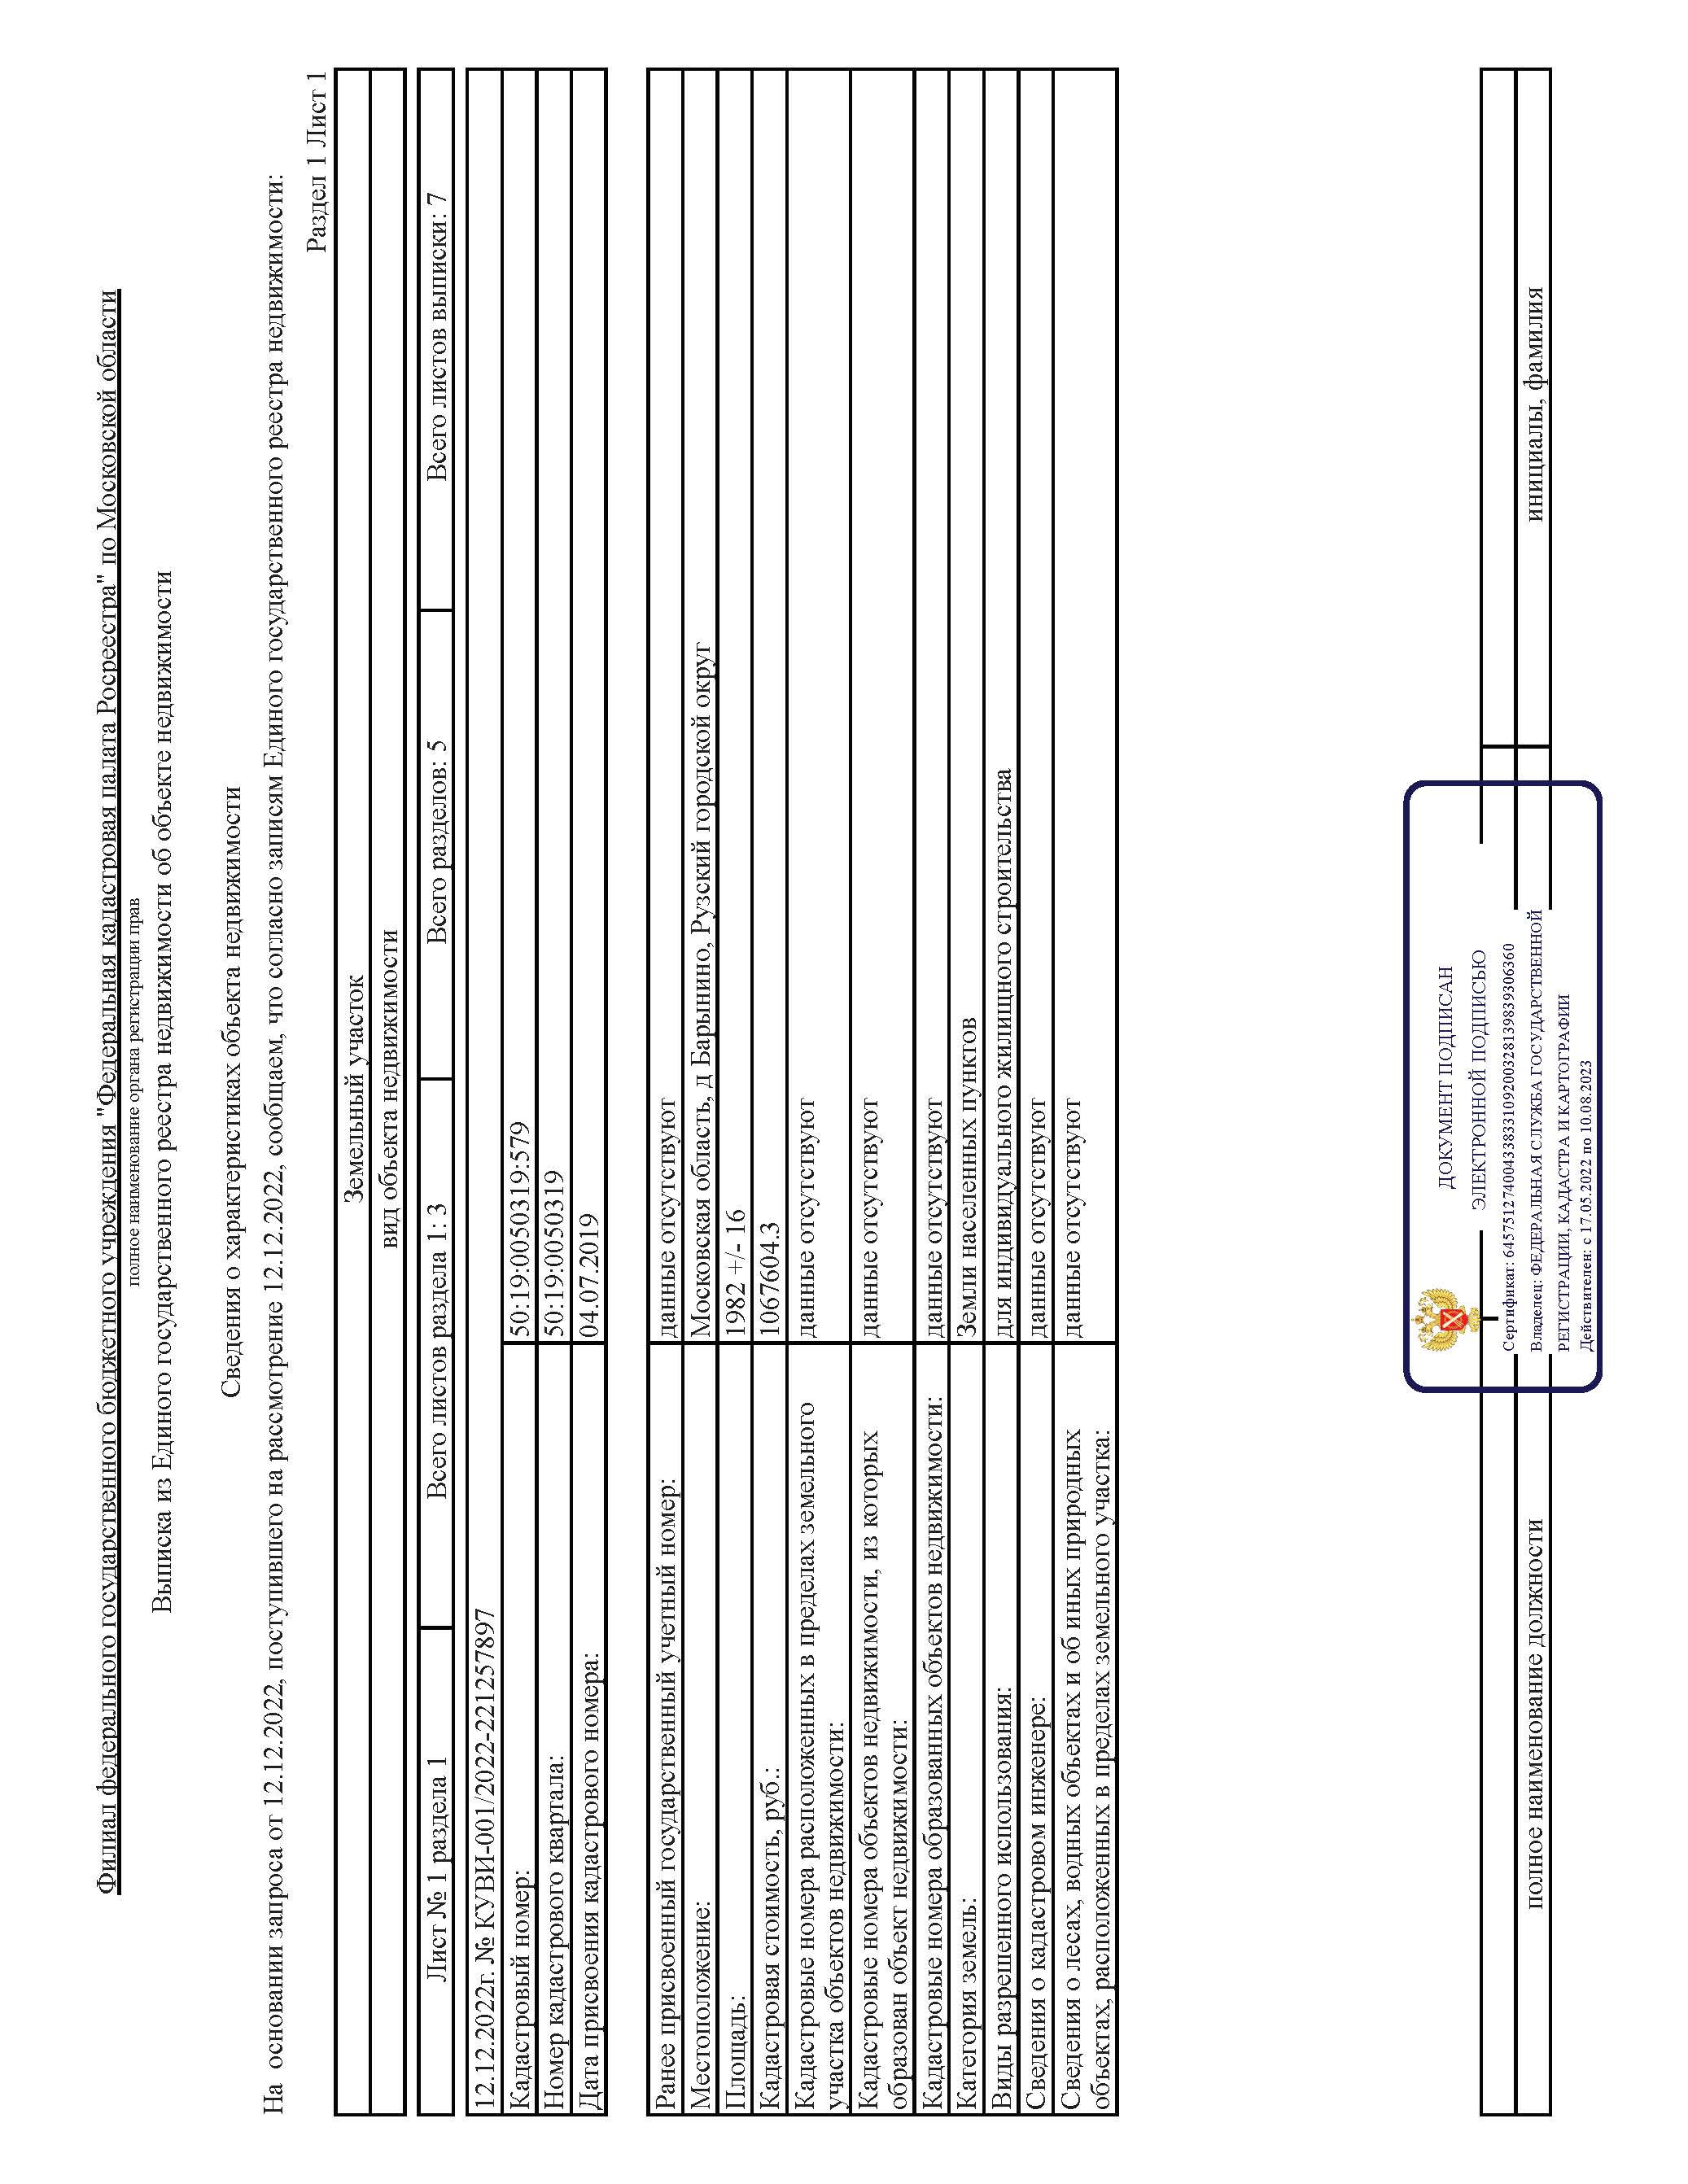 Филиал федерального государственного бюджетного учреждения "Федеральная кадастровая палата Росреестра" по Московской области
полное наименование органа регистрации прав
Выписка из Единого государственного реестра недвижимости об объекте недвижимости
Сведения о характеристиках объекта недвижимости
На основании запроса от 12.12.2022, поступившего на рассмотрение 12.12.2022, сообщаем, что согласно записям Единого государственного реестра недвижимости:
Раздел 1 Лист 1
Земельный участок
вид объекта недвижимости
Лист № 1 раздела 1 Всего листов раздела 1: 3 Всего разделов: 5 Всего листов выписки: 7
12.12.2022г. № КУВИ-001/2022-221257897
Кадастровый номер: 50:19:0050319:579
Номер кадастрового квартала: 50:19:0050319
Дата присвоения кадастрового номера: 04.07.2019
Ранее присвоенный государственный учетный номер: данные отсутствуют
Местоположение: Московская область, д Барынино, Рузский городской округ
Площадь: 1982 +/- 16
Кадастровая стоимость, руб.: 1067604.3
Кадастровые номера расположенных в пределах земельного данные отсутствуют
участка объектов недвижимости:
Кадастровые номера объектов недвижимости, из которых данные отсутствуют
образован объект недвижимости:
Кадастровые номера образованных объектов недвижимости: данные отсутствуют
Категория земель: Земли населенных пунктов
Виды разрешенного использования: для индивидуального жилищного строительства
Сведения о кадастровом инженере: данные отсутствуют
Сведения о лесах, водных объектах и об иных природных данные отсутствуют
объектах, расположенных в пределах земельного участка:
ДОКУМЕНТ ПОДПИСАН
ЭЛЕКТРОННОЙ ПОДПИСЬЮ
Сертификат: 64575127400433833109200328139839306360
Владелец: ФЕДЕРАЛЬНАЯ СЛУЖБА ГОСУДАРСТВЕННОЙ
РЕГИСТРАЦИИ, КАДАСТРА И КАРТОГРАФИИ
Действителен: с 17.05.2022 по 10.08.2023
полное наименование должности инициалы, фамилия